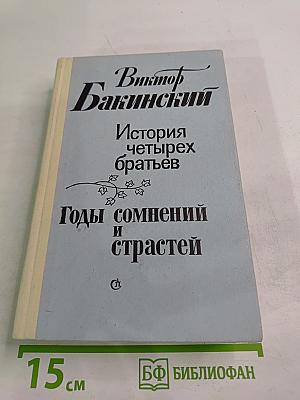 Виктор
Бакинский
История
четырех
братьев
Годы сомнений
и
страстей
15 см
БФ БИБЛИОФАН